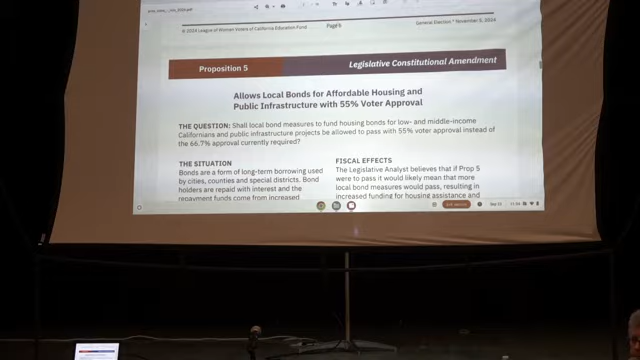 © 2024 League of Women Voters of California Education Fund
Page 5
General Election * November 5, 2024
Proposition 5
Legislative Constitutional Amendment
Allows Local Bonds for Affordable Housing and
Public Infrastructure with 55% Voter Approval
THE QUESTION: Shall local bond measures to fund housing bonds for low- and middle-income
Californians and public infrastructure projects be allowed to pass with 55% voter approval instead of
the 66.7% approval currently required?
THE SITUATION
Bonds are a form of long-term borrowing used
by cities, counties and special districts. Bond
holders are repaid with interest and the
repayment funds come from increased
FISCAL EFFECTS
The Legislative Analyst believes that if Prop 5
were to pass it would likely mean that more
local bond measures would pass, resulting in
increased funding for housing assistance and